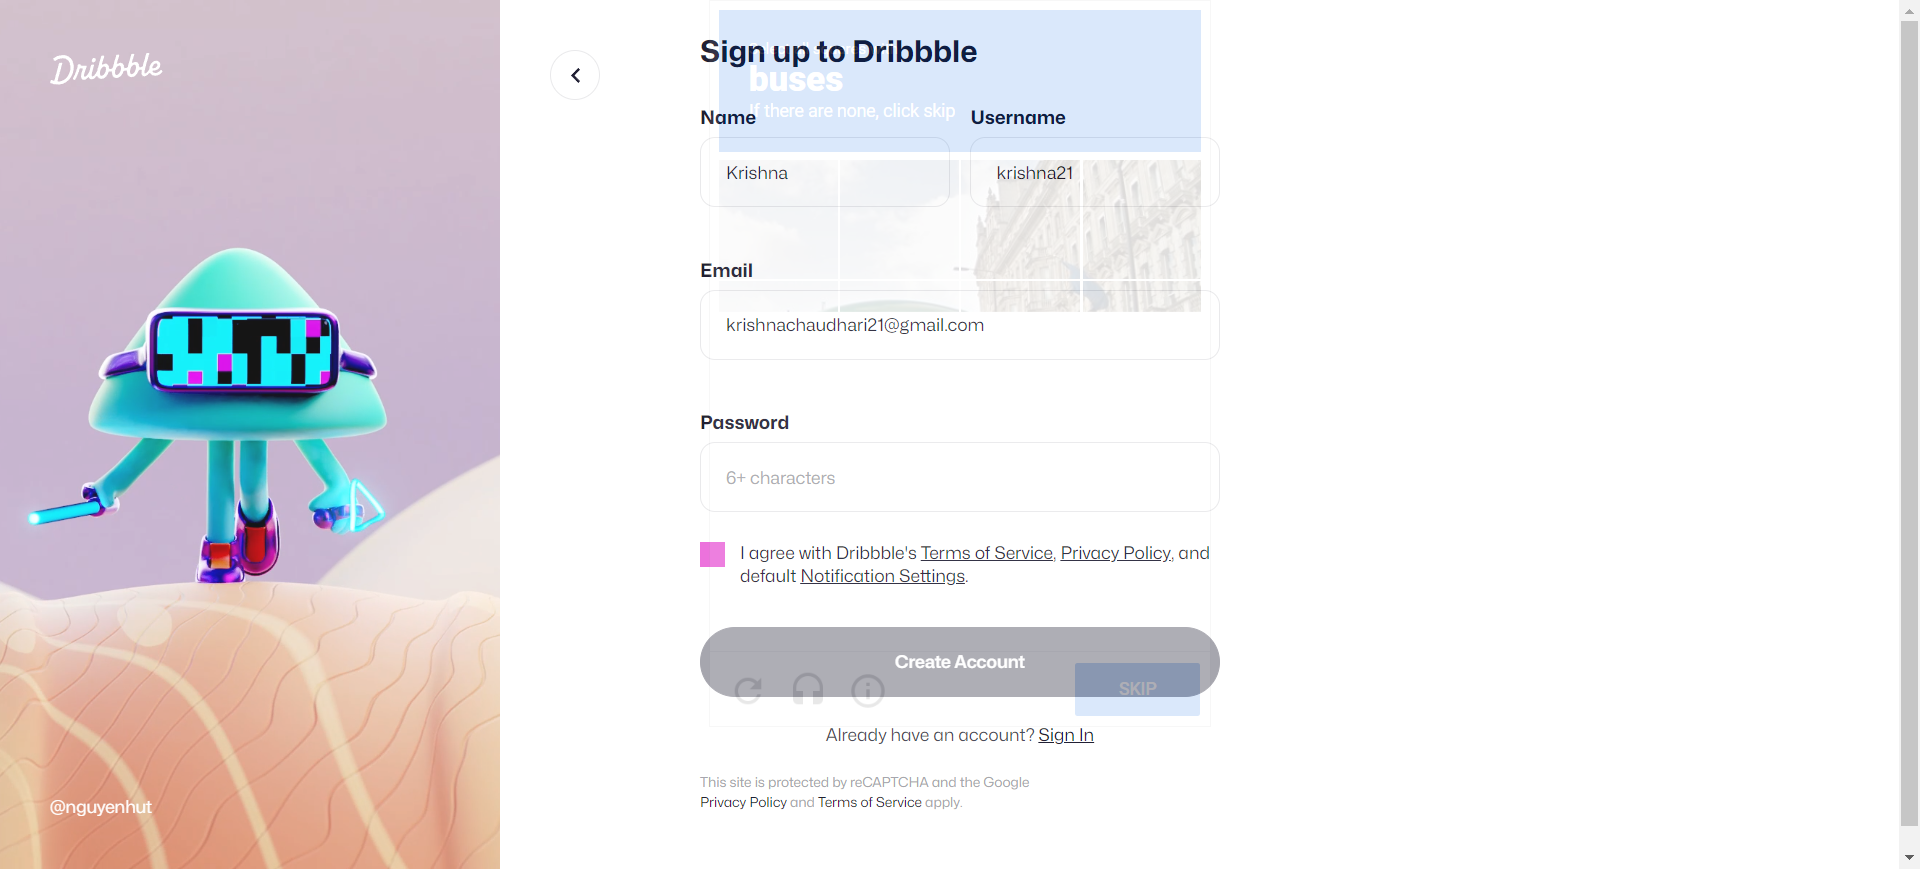 Dribbble
Sign up to Dribbble
buses
If there are none, click skip
Name
Username
Krishna
krishna21
Email
krishnachaudhari21@gmail.com
Password
6+ characters
I agree with Dribbble's Terms of Service, Privacy Policy, and
default Notification Settings.
Create Account
SKIP
Already have an account? Sign In
This site is protected by reCAPTCHA and the Google
Privacy Policy and Terms of Service apply.
@nguyenhut